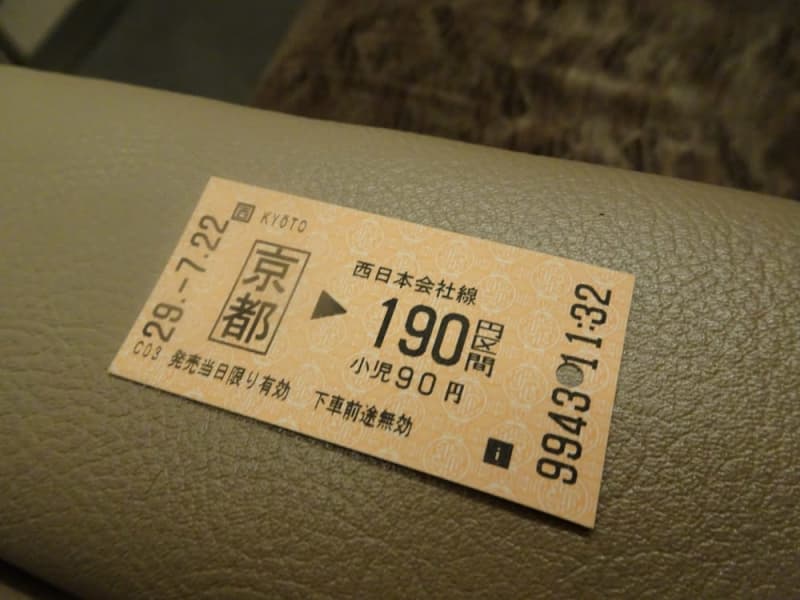 西 KYŌTO
京都
▶
西日本会社線
190円区間
小児90円
29.-7.22
C03 発売当日限り有効 下車前途無効
i
9943 11:32